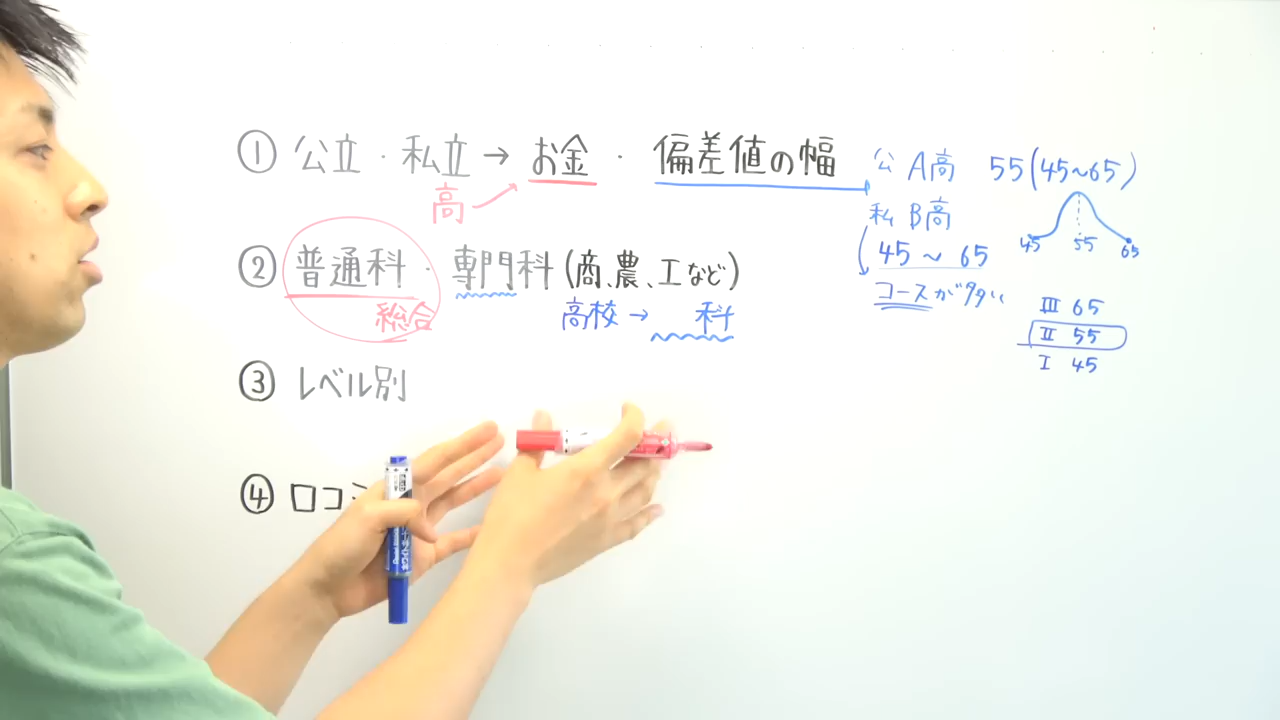 ① 公立・私立→お金・偏差値の幅
高
② 普通科・専門科(商、農、工など)
総合
高校→ 科
③ レベル別
④ 口コミ
公 A高 55(45~65)
私 B高
45 55 65
45 ~ 65
コースが多い
Ⅲ 65
Ⅱ 55
Ⅰ 45